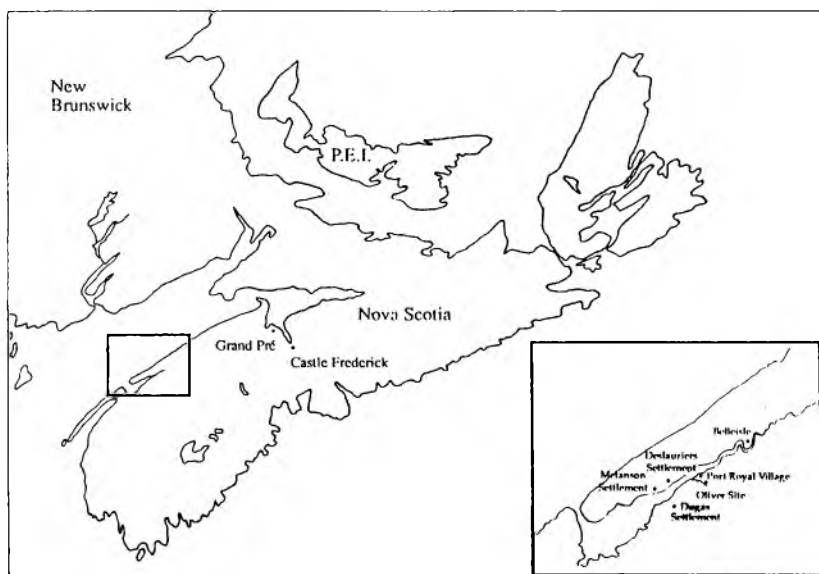 New
Brunswick
P.E.I.
Nova Scotia
Grand Pré
Castle Frederick
Belleisle
Deslauriers
Settlement
Melanson
Settlement
Port Royal Village
Oliver Site
Dugas
Settlement